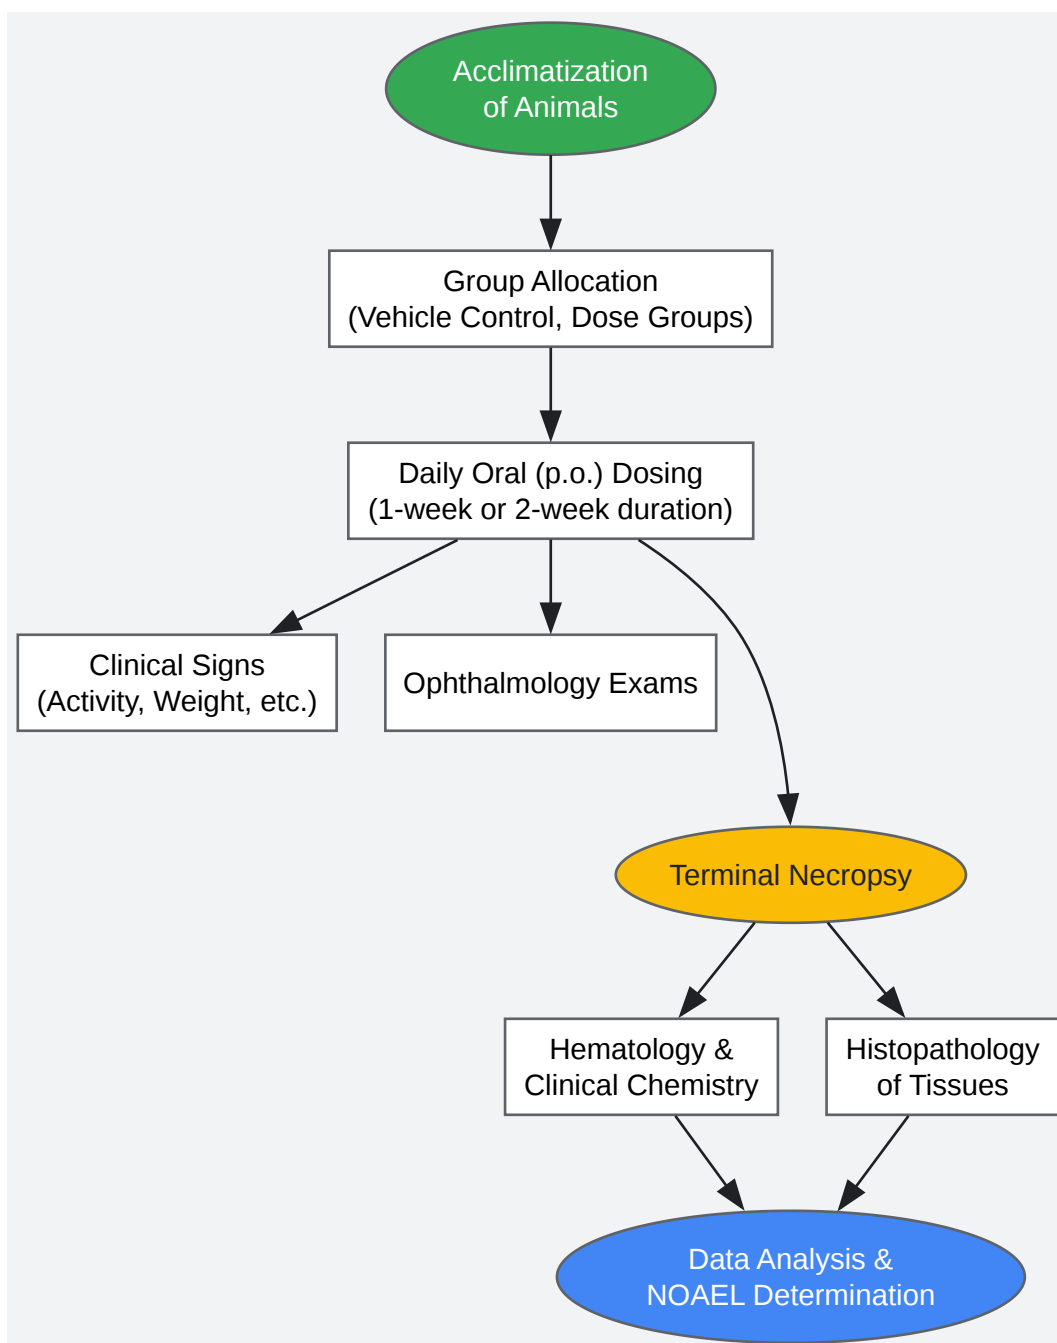 Acclimatization
of Animals
Group Allocation
(Vehicle Control, Dose Groups)
Daily Oral (p.o.) Dosing
(1-week or 2-week duration)
Clinical Signs
(Activity, Weight, etc.)
Ophthalmology Exams
Terminal Necropsy
Hematology &
Clinical Chemistry
Histopathology
of Tissues
Data Analysis &
NOAEL Determination